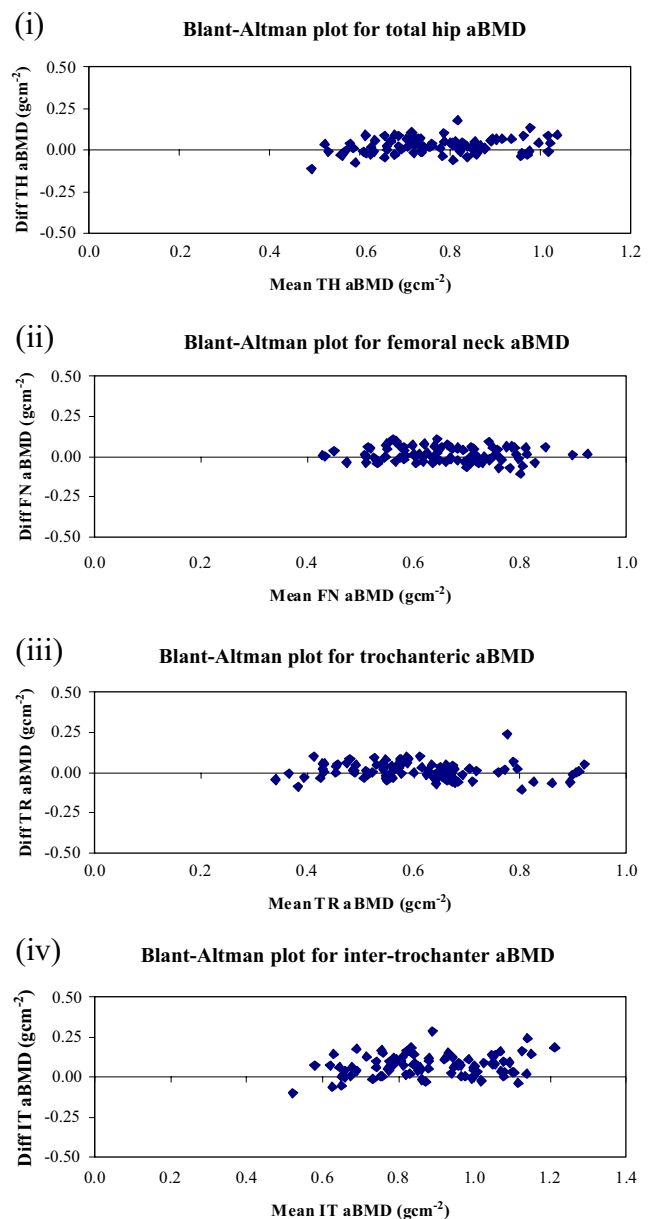 (i)
Blant-Altman plot for total hip aBMD
Diff TH aBMD (gcm⁻²)
0.50
0.25
0.00
-0.25
-0.50
0.0 0.2 0.4 0.6 0.8 1.0 1.2
Mean TH aBMD (gcm⁻²)
(ii)
Blant-Altman plot for femoral neck aBMD
Diff FN aBMD (gcm⁻²)
0.50
0.25
0.00
-0.25
-0.50
0.0 0.2 0.4 0.6 0.8 1.0
Mean FN aBMD (gcm⁻²)
(iii)
Blant-Altman plot for trochanteric aBMD
Diff TR aBMD (gcm⁻²)
0.50
0.25
0.00
-0.25
-0.50
0.0 0.2 0.4 0.6 0.8 1.0
Mean TR aBMD (gcm⁻²)
(iv)
Blant-Altman plot for inter-trochanter aBMD
Diff IT aBMD (gcm⁻²)
0.50
0.25
0.00
-0.25
-0.50
0.0 0.2 0.4 0.6 0.8 1.0 1.2 1.4
Mean IT aBMD (gcm⁻²)